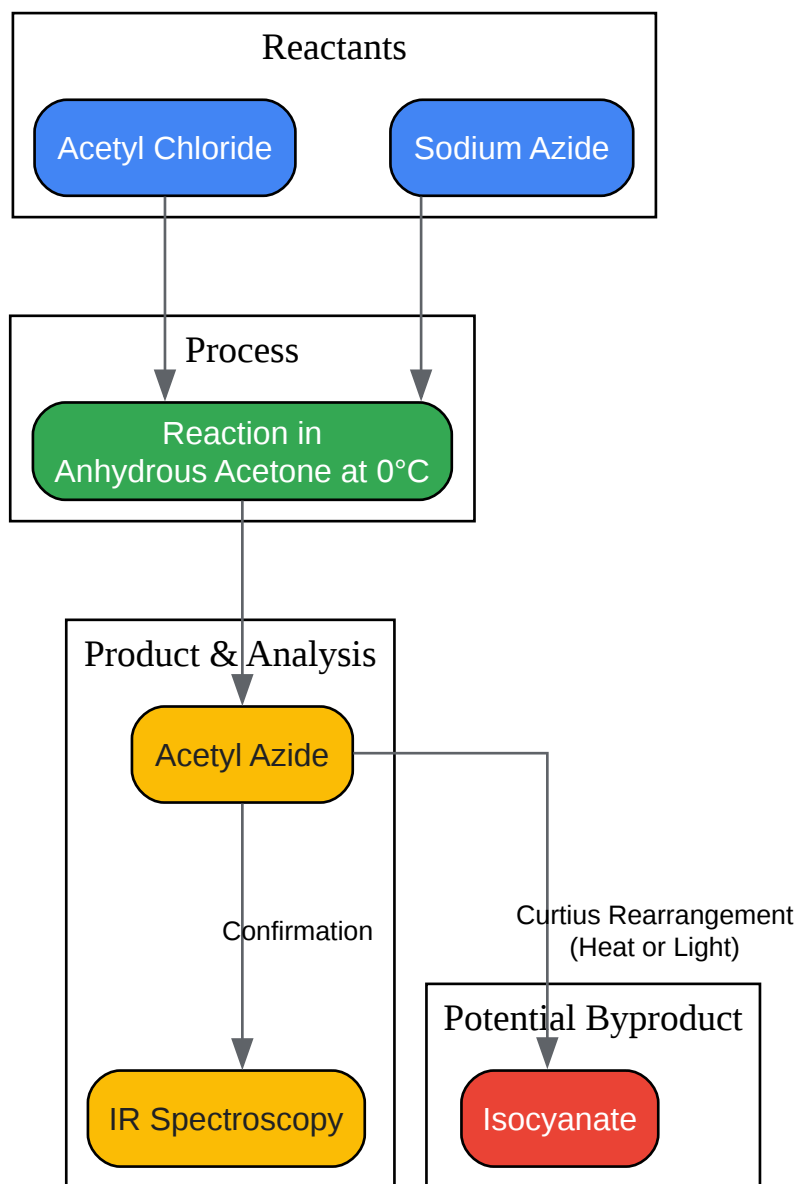 Reactants
Acetyl Chloride
Sodium Azide
Process
Reaction in
Anhydrous Acetone at 0°C
Product & Analysis
Acetyl Azide
Confirmation
Curtius Rearrangement
(Heat or Light)
Potential Byproduct
IR Spectroscopy
Isocyanate